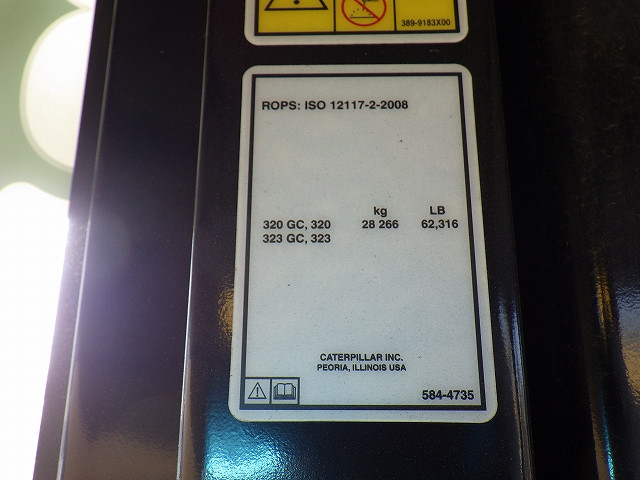 389-9183X00
ROPS: ISO 12117-2-2008
kg LB
320 GC, 320 28 266 62,316
323 GC, 323
CATERPILLAR INC.
PEORIA, ILLINOIS USA
584-4735